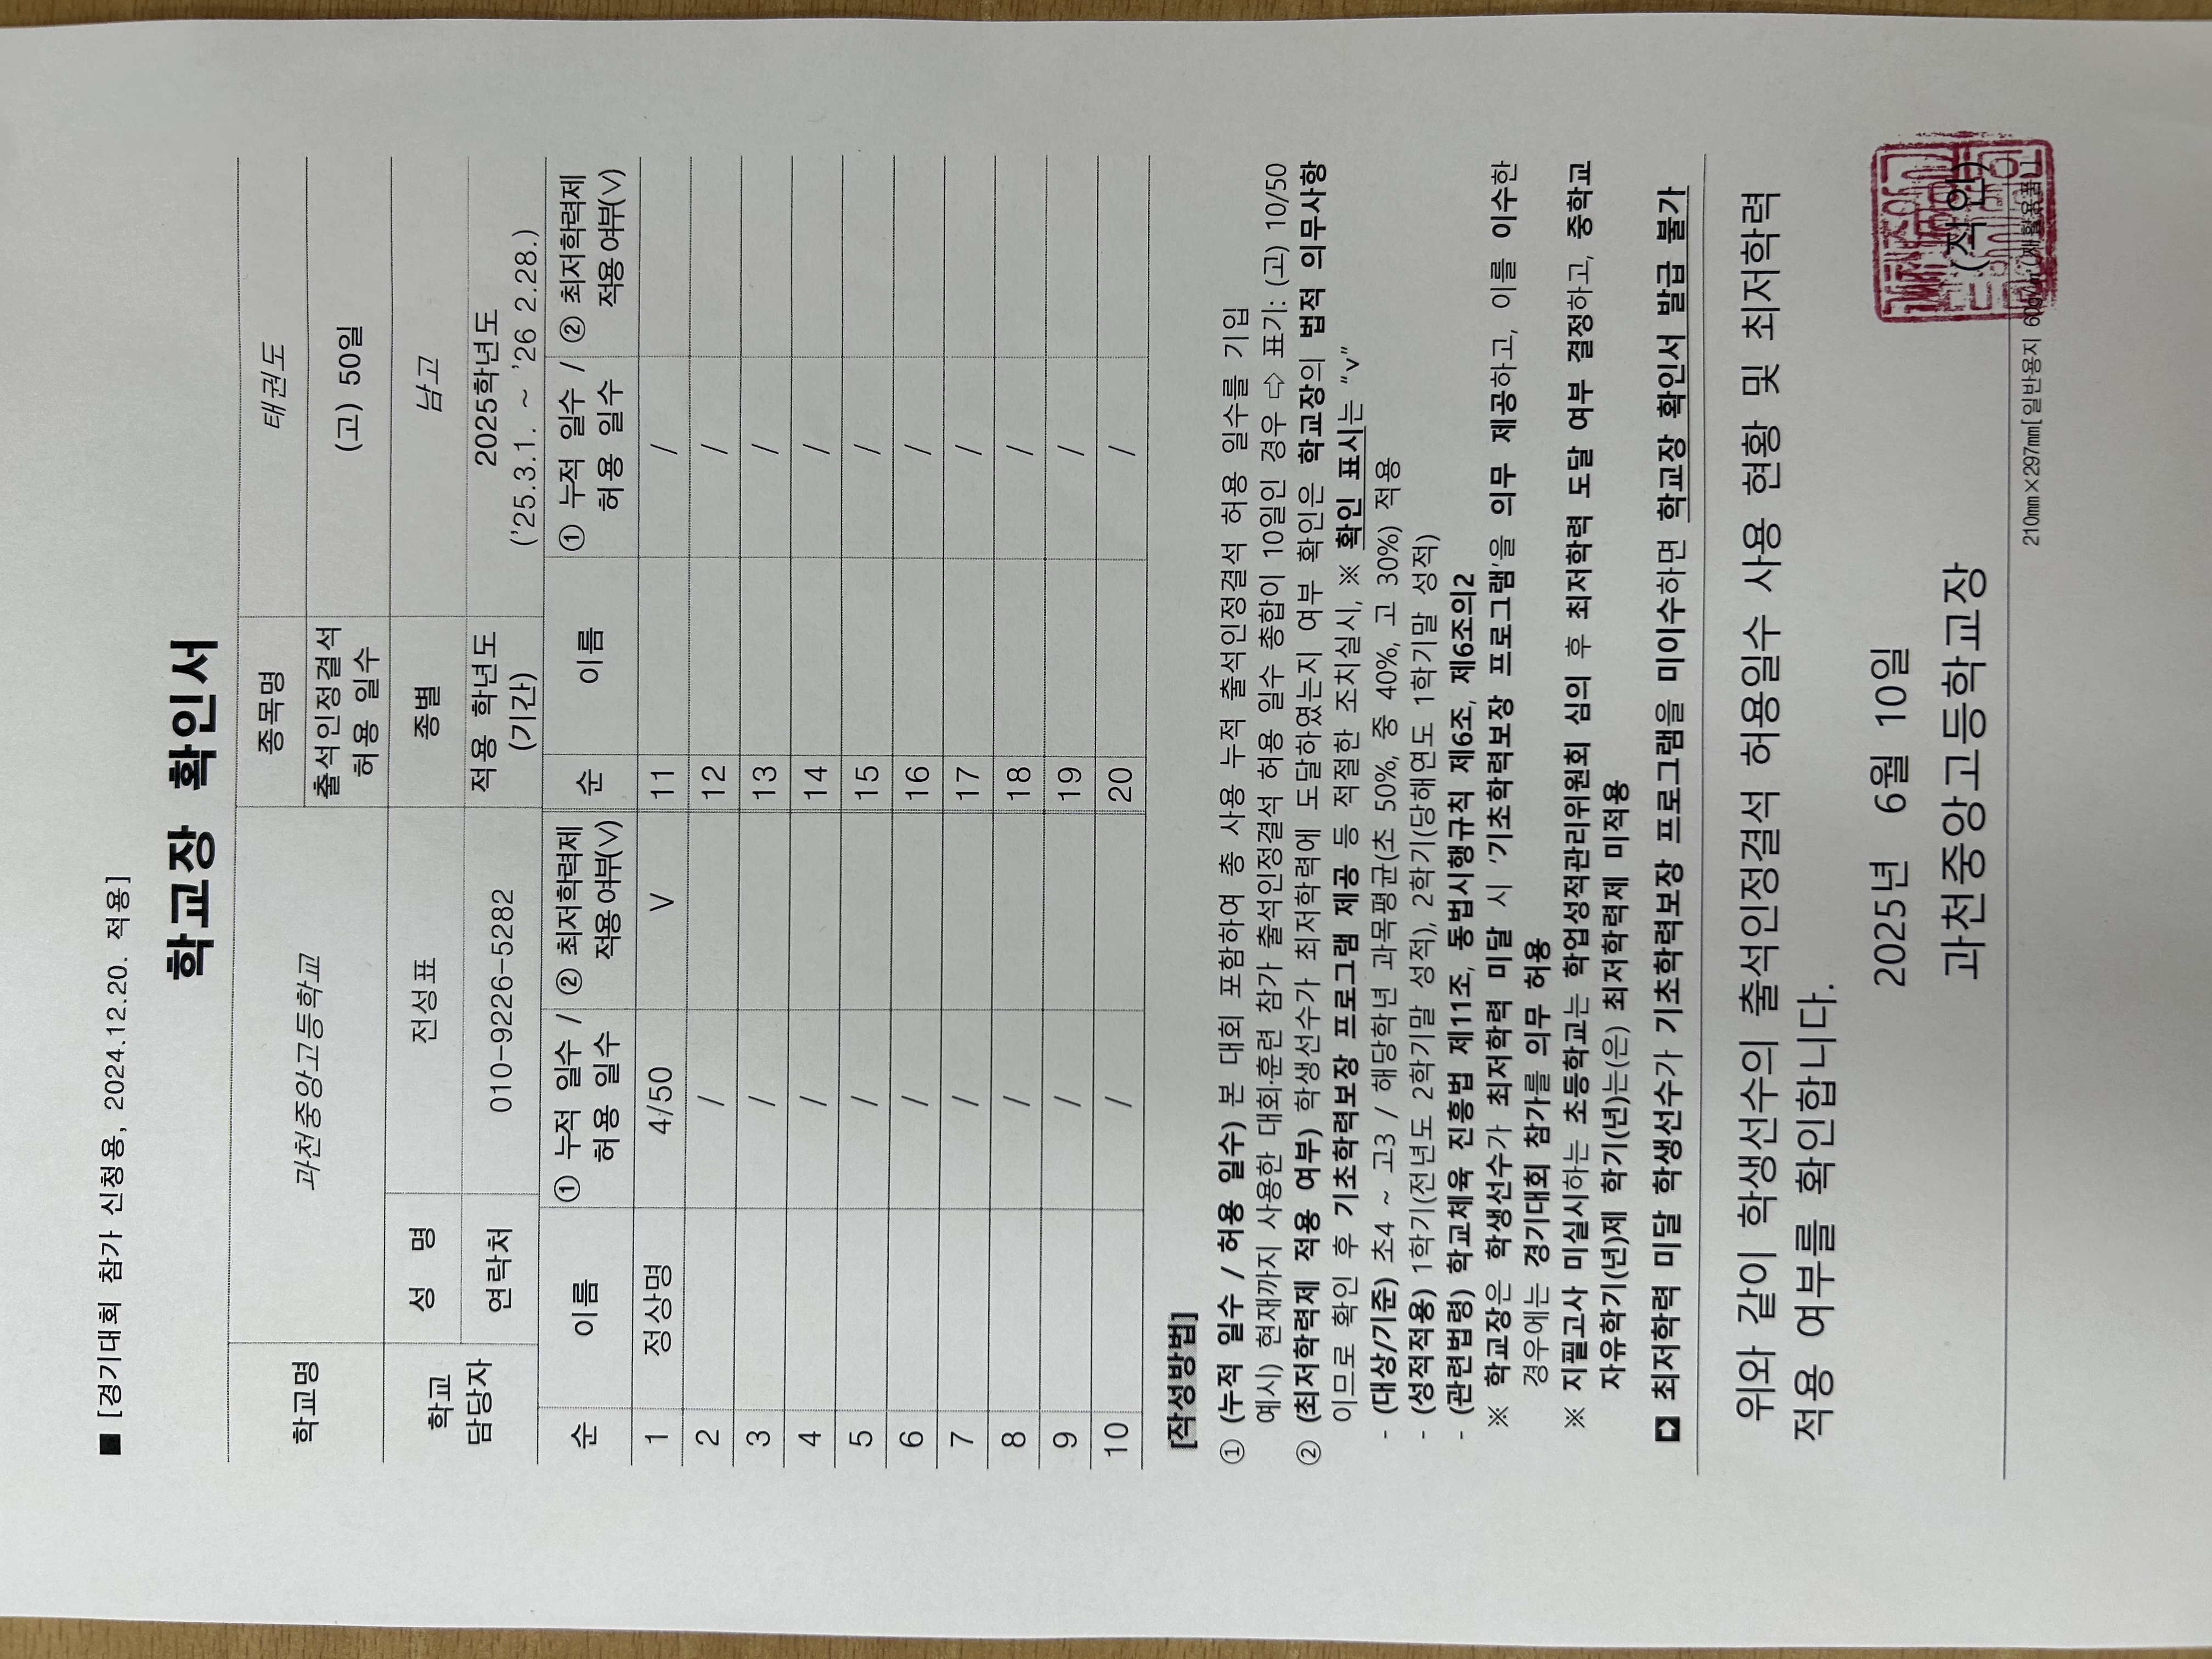 ■ [경기대회 참가 신청용, 2024.12.20. 적용]
학교장 확인서
학교명 과천중앙고등학교 종목명 태권도
출석인정결석 허용 일수 (고) 50일
학교 담당자 성 명 전성표 종별 남고
연락처 010-9226-5282 적용 학년도 (기간) 2025학년도 ('25.3.1. ~ '26 2.28.)
순 이름 ① 누적 일수 / 허용 일수 ② 최저학력제 적용여부(V) 순 이름 ① 누적 일수 / 허용 일수 ② 최저학력제 적용여부(V)
1 정상명 4/50 V 11 /
2 / 12 /
3 / 13 /
4 / 14 /
5 / 15 /
6 / 16 /
7 / 17 /
8 / 18 /
9 / 19 /
10 / 20 /
[작성방법]
① (누적 일수 / 허용 일수) 본 대회 포함하여 총 사용 누적 출석인정결석 허용 일수를 기입
예시) 현재까지 사용한 대회·훈련 참가 출석인정결석 허용 일수 총합이 10일인 경우 ⇨ 표기: (고) 10/50
② (최저학력제 적용 여부) 학생선수가 최저학력에 도달하였는지 여부 확인은 학교장의 법적 의무사항
이므로 확인 후 기초학력보장 프로그램 제공 등 적절한 조치실시, ※ 확인 표시는 "v"
- (대상/기준) 초4 ~ 고3 / 해당학년 과목평균(초 50%, 중 40%, 고 30%) 적용
- (성적적용) 1학기(전년도 2학기말 성적), 2학기(당해연도 1학기말 성적)
- (관련법령) 학교체육 진흥법 제11조, 동법시행규칙 제6조, 제6조의2
※ 학교장은 학생선수가 최저학력 미달 시 '기초학력보장 프로그램'을 의무 제공하고, 이를 이수한
경우에는 경기대회 참가를 의무 허용
※ 지필고사 미실시하는 초등학교는 학업성적관리위원회 심의 후 최저학력 도달 여부 결정하고, 중학교
자유학기(년)제 학기(년)는(은) 최저학력제 미적용
최저학력 미달 학생선수가 기초학력보장 프로그램을 미이수하면 학교장 확인서 발급 불가
위와 같이 학생선수의 출석인정결석 허용일수 사용 현황 및 최저학력
적용 여부를 확인합니다.
2025년 6월 10일
과천중앙고등학교장 (직인)
210㎜×297㎜[일반용지 60g/㎡(재활용품)]